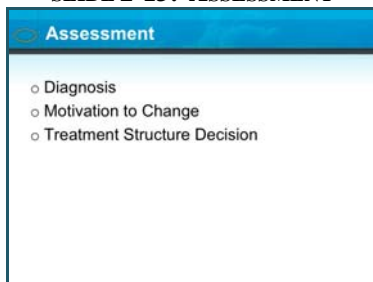 Assessment
Diagnosis
Motivation to Change
Treatment Structure Decision